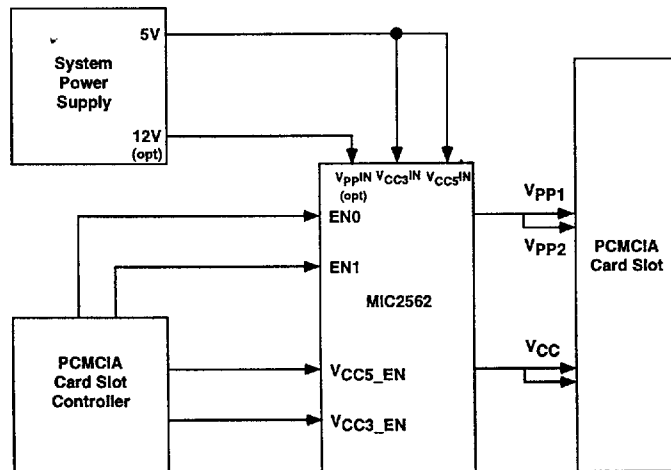 System
Power
Supply
5V
12V
(opt)
VPPIN
(opt)
VCC3IN
VCC5IN
EN0
EN1
MIC2562
VCC5_EN
VCC3_EN
PCMCIA
Card Slot
Controller
VPP1
VPP2
VCC
PCMCIA
Card Slot